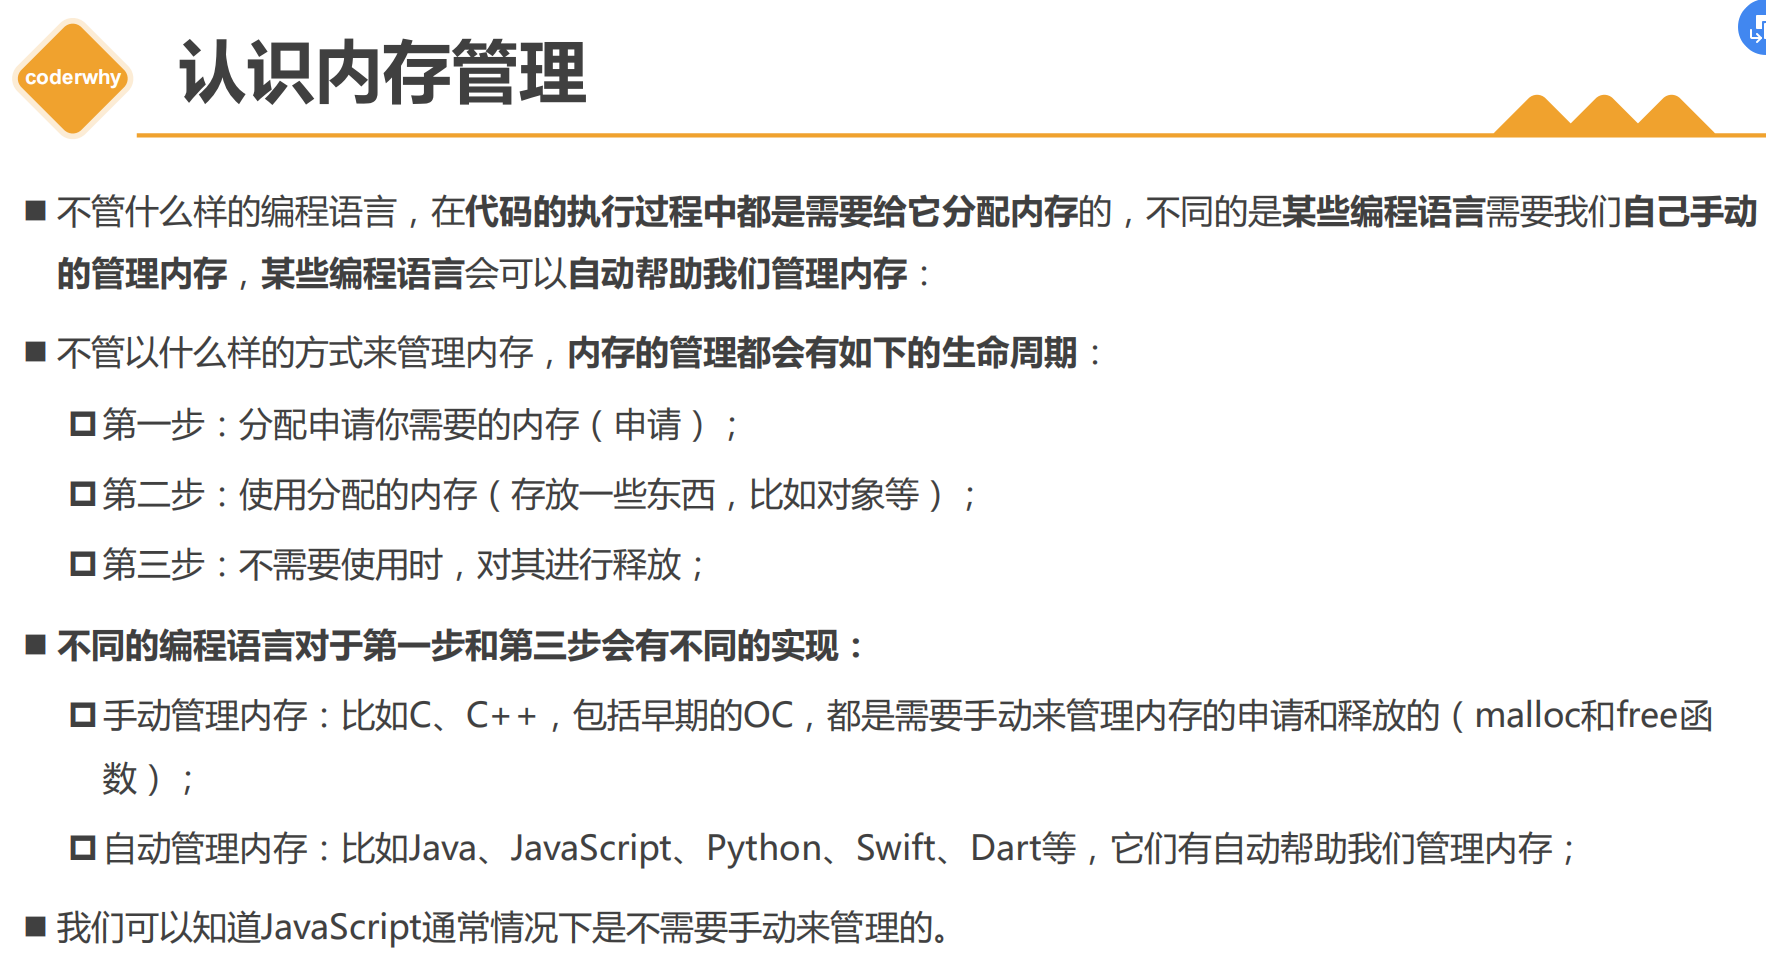 coderwhy
认识内存管理
不管什么样的编程语言，在代码的执行过程中都是需要给它分配内存的，不同的是某些编程语言需要我们自己手动
的管理内存，某些编程语言会可以自动帮助我们管理内存：
不管以什么样的方式来管理内存，内存的管理都会有如下的生命周期：
第一步：分配申请你需要的内存（申请）；
第二步：使用分配的内存（存放一些东西，比如对象等）；
第三步：不需要使用时，对其进行释放；
不同的编程语言对于第一步和第三步会有不同的实现：
手动管理内存：比如C、C++，包括早期的OC，都是需要手动来管理内存的申请和释放的（malloc和free函
数）；
自动管理内存：比如Java、JavaScript、Python、Swift、Dart等，它们有自动帮助我们管理内存；
我们可以知道JavaScript通常情况下是不需要手动来管理的。